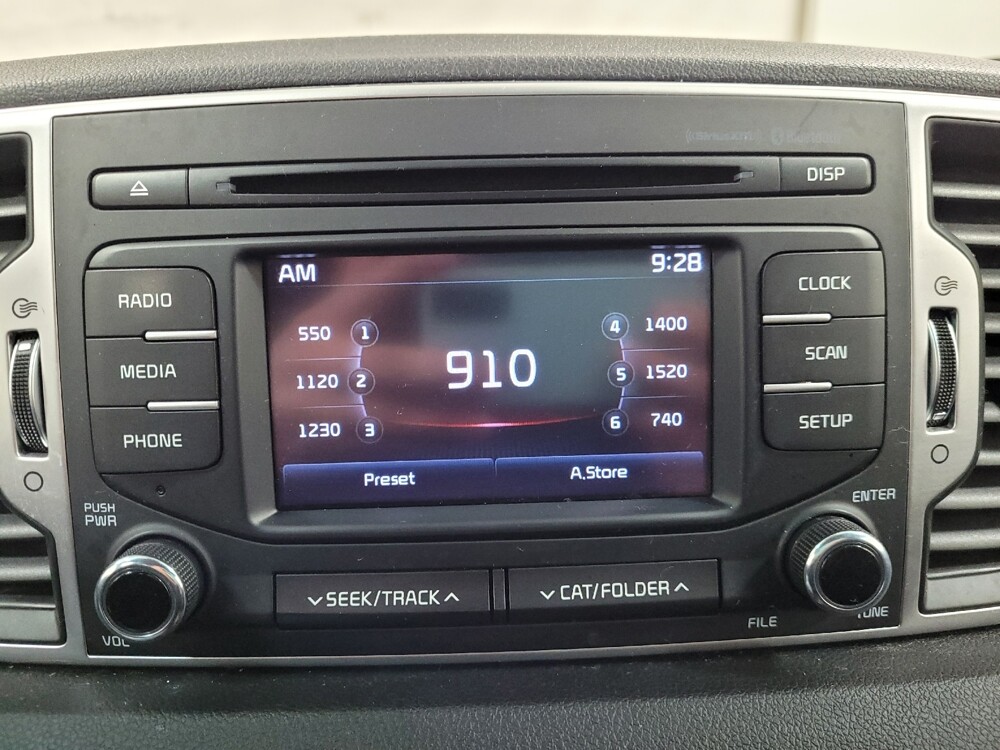 DISP
RADIO
MEDIA
PHONE
AM
9:28
550 1
1120 2
1230 3
910
4 1400
5 1520
6 740
Preset
A.Store
CLOCK
SCAN
SETUP
PUSH
PWR
VOL
SEEK/TRACK
CAT/FOLDER
ENTER
FILE
TUNE